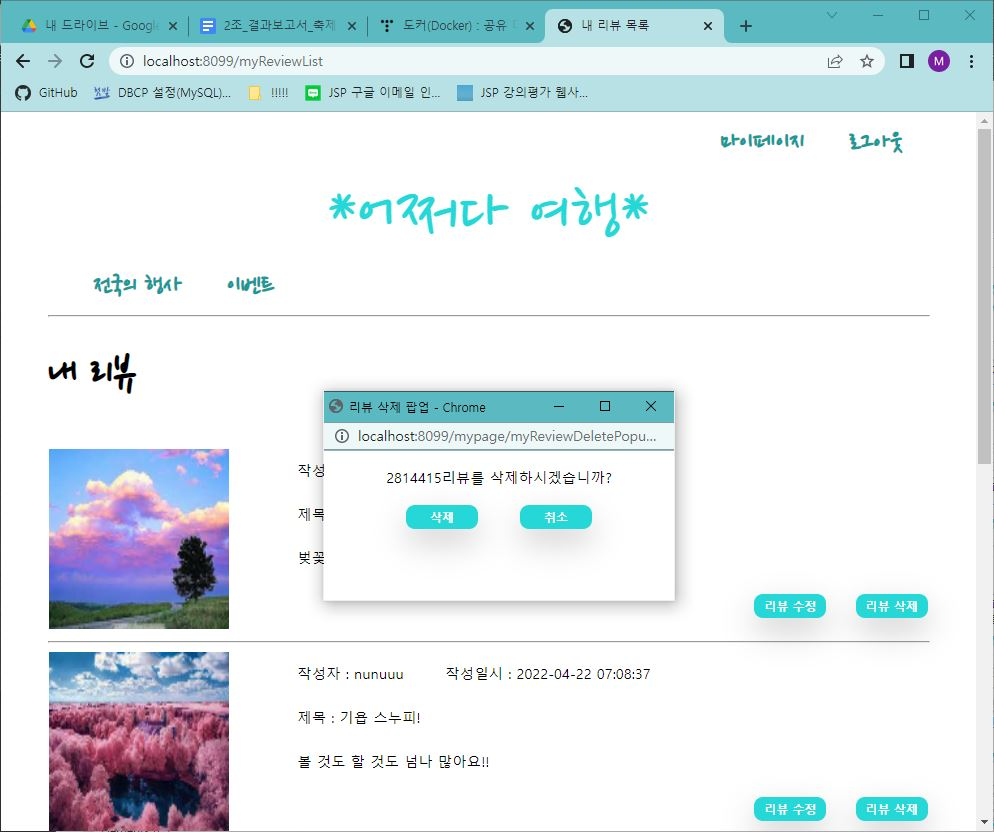 내 드라이브 - Google
2조_결과보고서_축제
도커(Docker) : 공유
내 리뷰 목록
localhost:8099/myReviewList
M
GitHub
DBCP 설정(MySQL)...
!!!!!
JSP 구글 이메일 인...
JSP 강의평가 웹사...
마이페이지 로그아웃
*어쩌다 여행*
전국의 행사 이벤트
내 리뷰
리뷰 삭제 팝업 - Chrome
localhost:8099/mypage/myReviewDeletePopu...
2814415리뷰를 삭제하시겠습니까?
삭제 취소
작성
제목
벚꽃
리뷰 수정 리뷰 삭제
작성자 : nunuuu 작성일시 : 2022-04-22 07:08:37
제목 : 기욥 스누피!
볼 것도 할 것도 넘나 많아요!!
리뷰 수정 리뷰 삭제